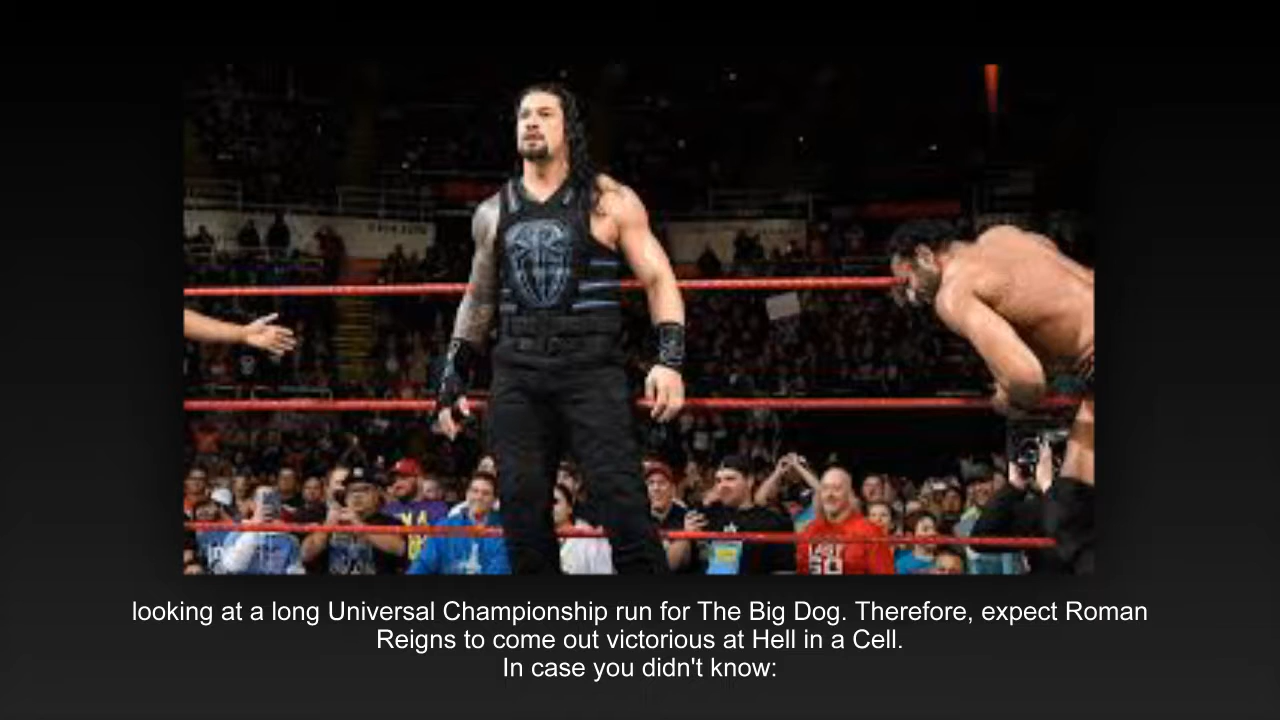 looking at a long Universal Championship run for The Big Dog. Therefore, expect Roman
Reigns to come out victorious at Hell in a Cell.
In case you didn't know: